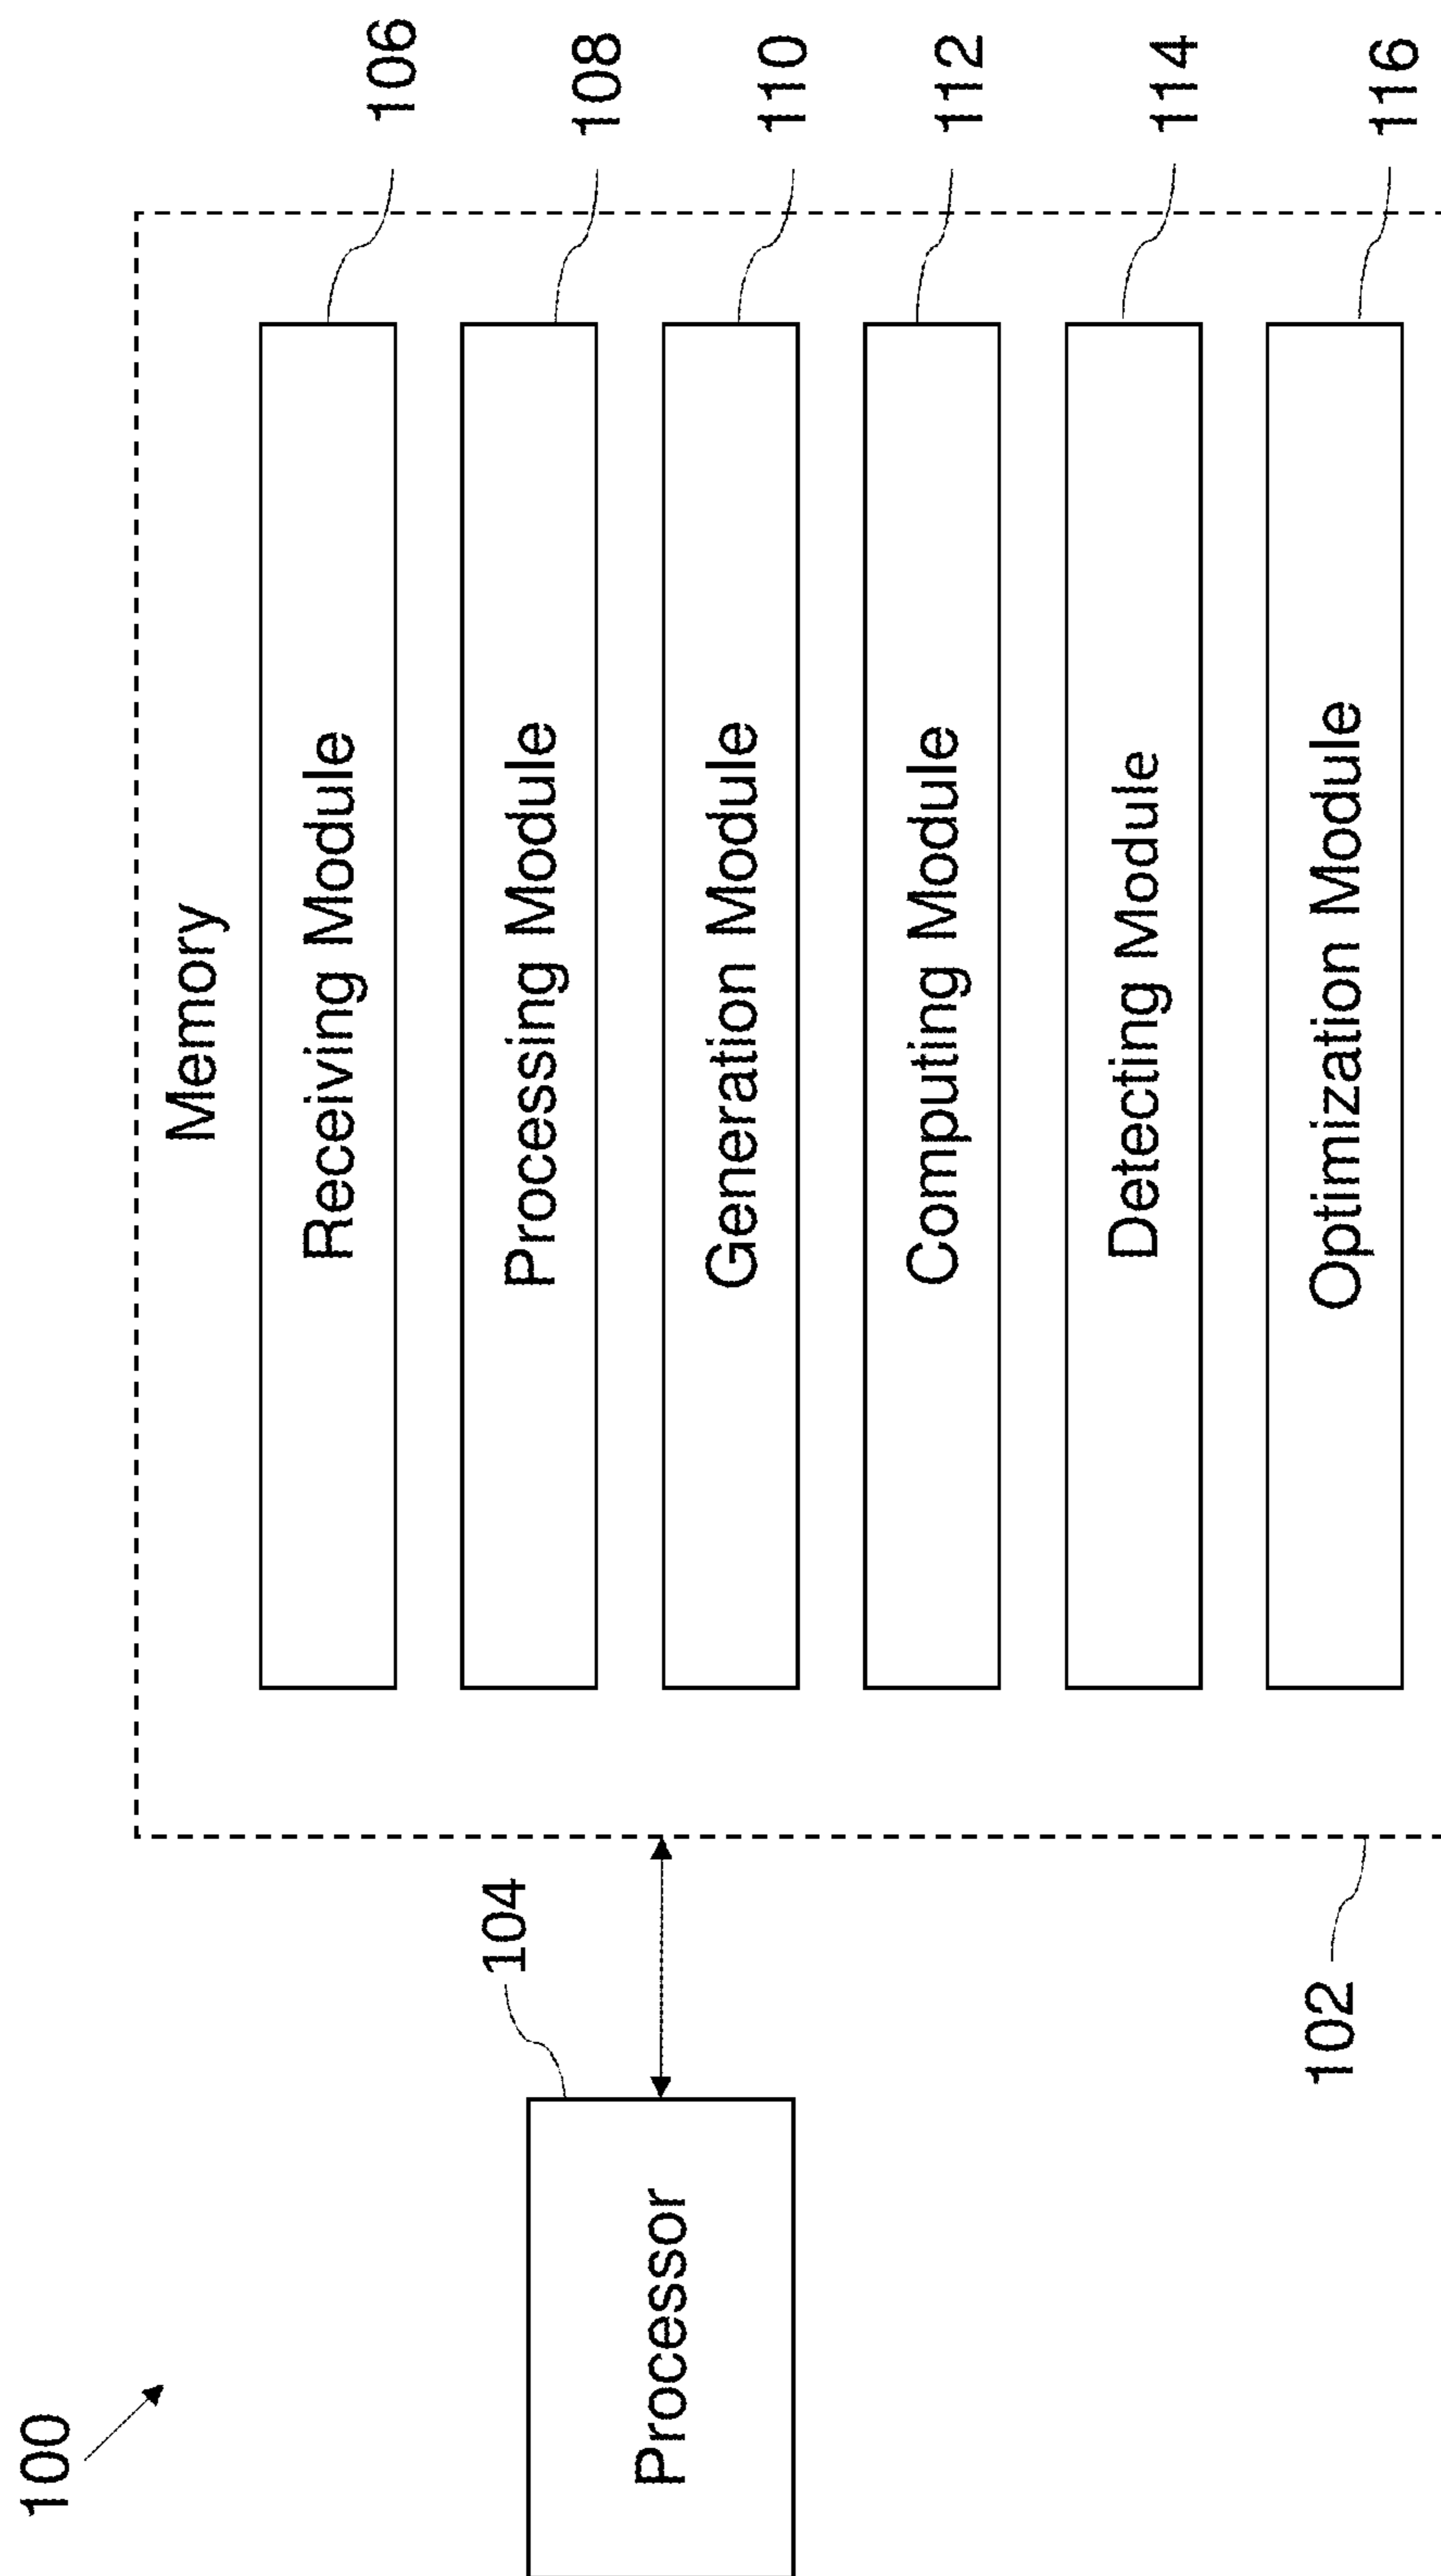 100
Memory
Receiving Module
106
Processing Module
108
104
Processor
Generation Module
110
Computing Module
112
Detecting Module
114
Optimization Module
116
102